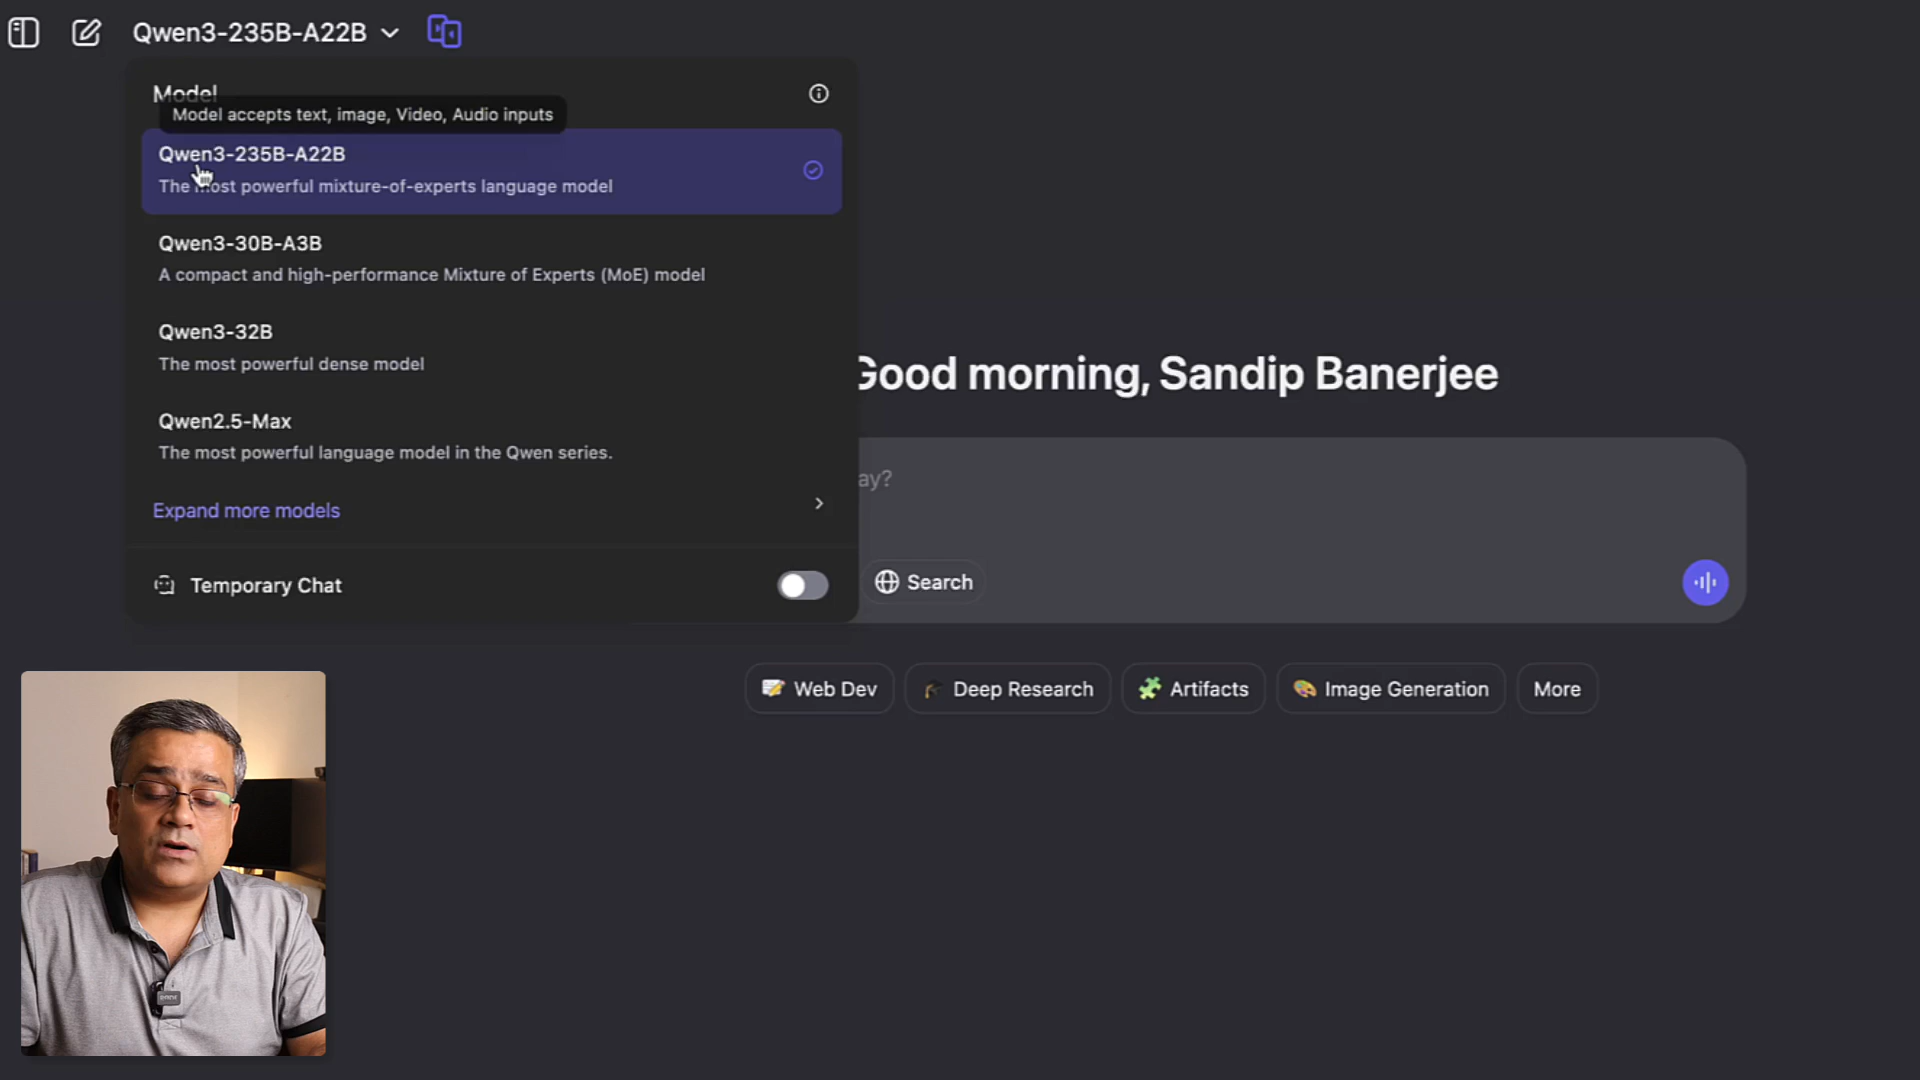 Qwen3-235B-A22B
Model
Model accepts text, image, Video, Audio inputs
Qwen3-235B-A22B
The most powerful mixture-of-experts language model
Qwen3-30B-A3B
A compact and high-performance Mixture of Experts (MoE) model
Qwen3-32B
The most powerful dense model
Good morning, Sandip Banerjee
Qwen2.5-Max
The most powerful language model in the Qwen series.
ay?
Expand more models
Temporary Chat
Search
Web Dev
Deep Research
Artifacts
Image Generation
More